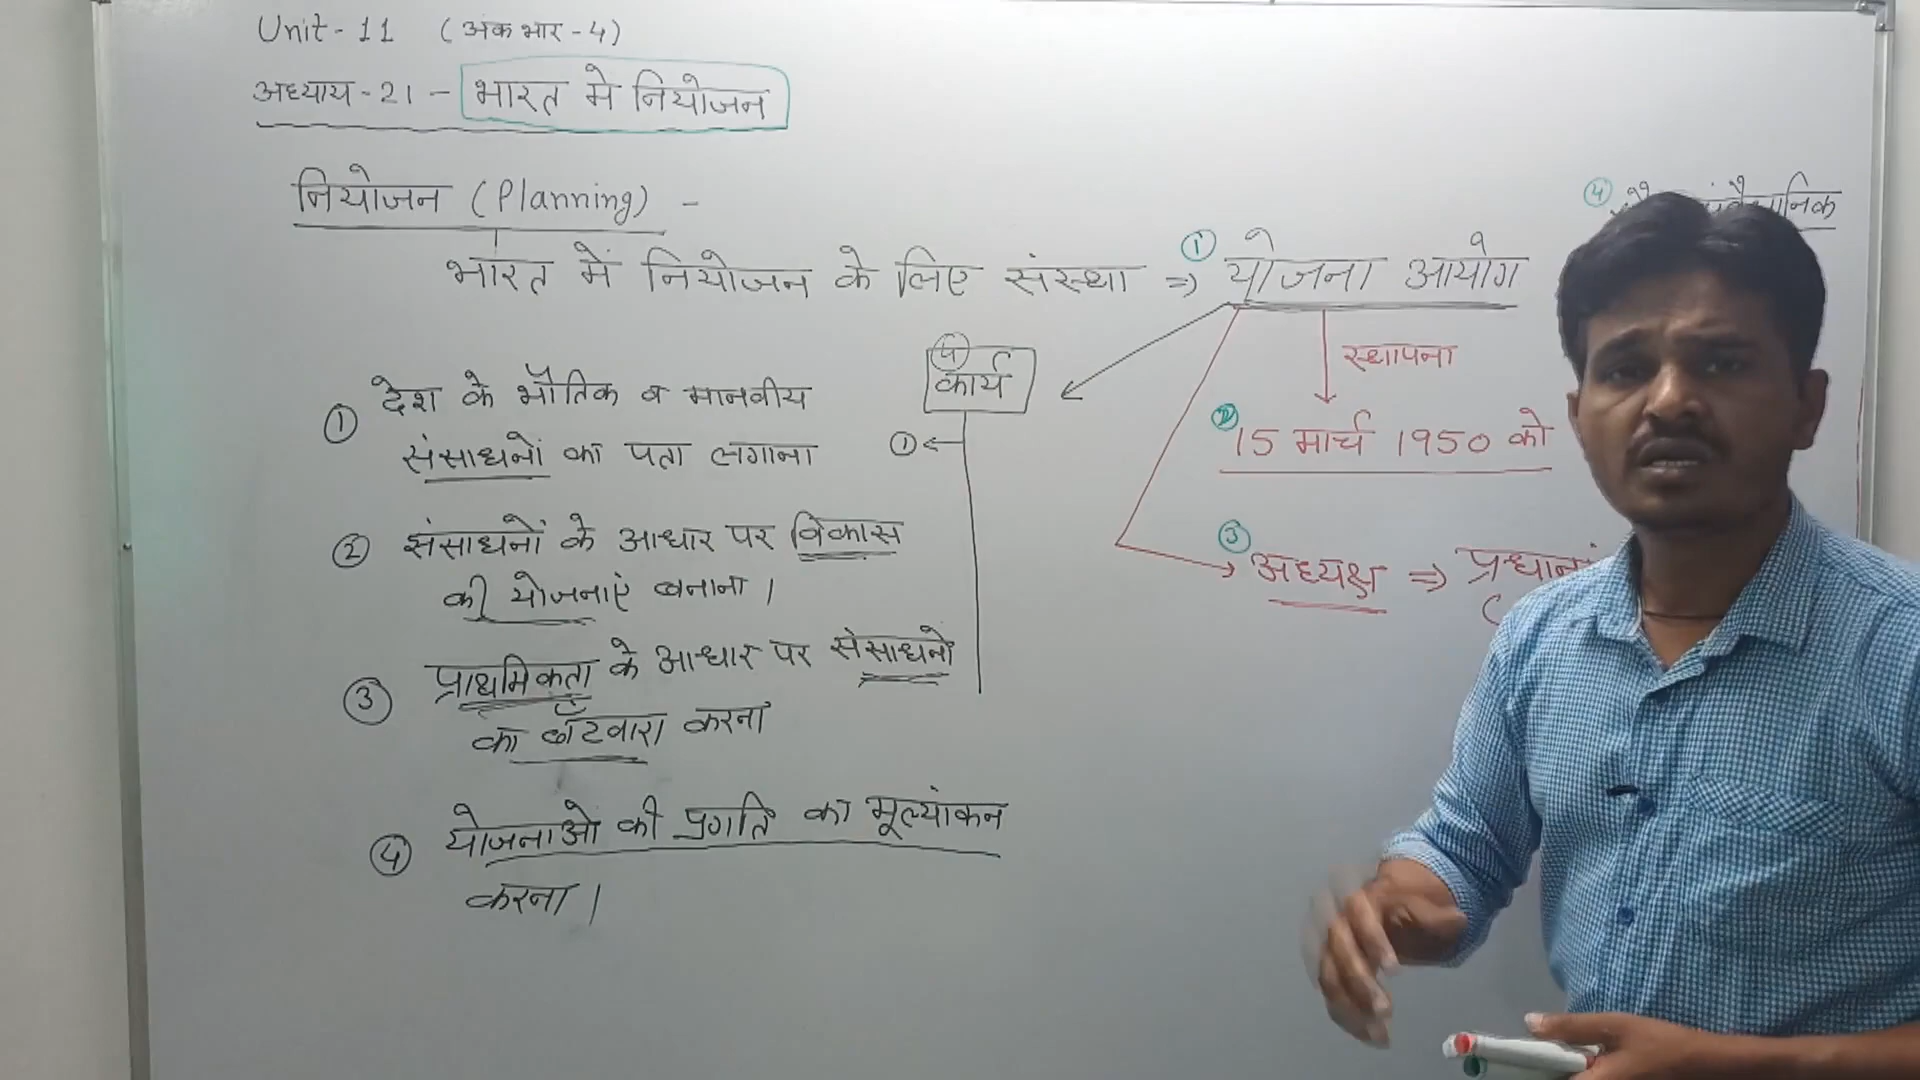 Unit - 11 (अंक भार - 4)
अध्याय - 21 - भारत मे नियोजन
नियोजन (Planning) -
भारत में नियोजन के लिए संस्था => ① योजना आयोग
④
स्थापना
② 15 मार्च 1950 को
③ अध्यक्ष =>
कार्य
①
① देश के भौतिक व मानवीय
संसाधनों का पता लगाना
② संसाधनों के आधार पर विकास
की योजनाएं बनाना।
③ प्राथमिकता के आधार पर संसाधनो
का बँटवारा करना
④ योजनाओ की प्रगति का मूल्यांकन
करना।